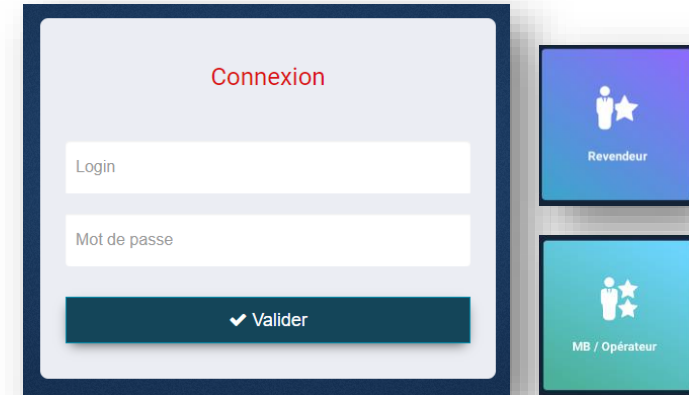 Connexion
Login
Mot de passe
Valider
Revendeur
MB / Opérateur